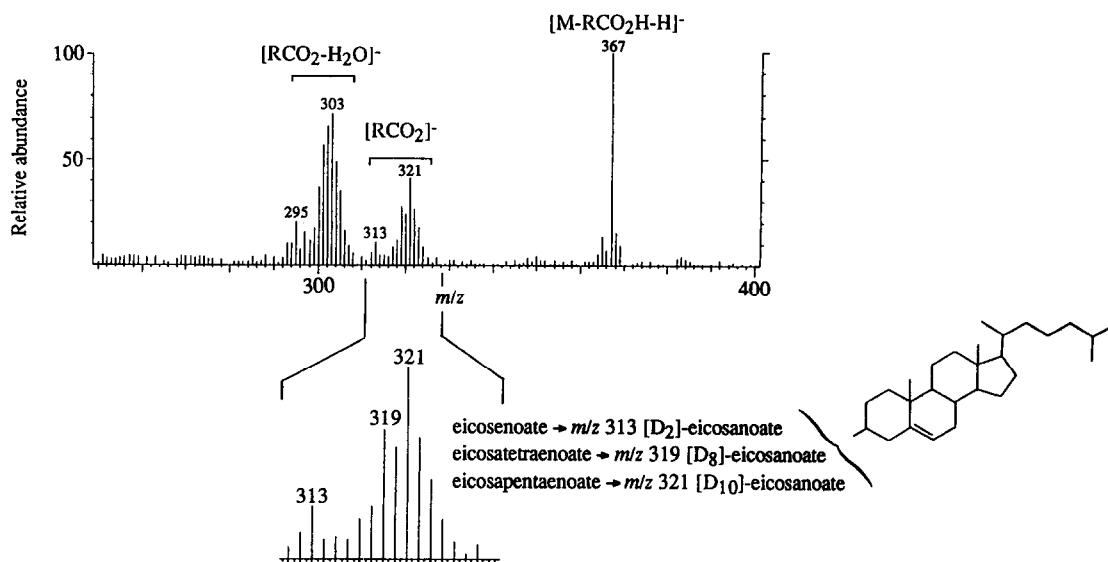 [M-RCO2H-H]-
367
100
[RCO2-H2O]-
303
[RCO2]-
Relative abundance
50
321
295
313
300
m/z
400
321
319
eicosenoate → m/z 313 [D2]-eicosanoate
eicosatetraenoate → m/z 319 [D8]-eicosanoate
eicosapentaenoate → m/z 321 [D10]-eicosanoate
313